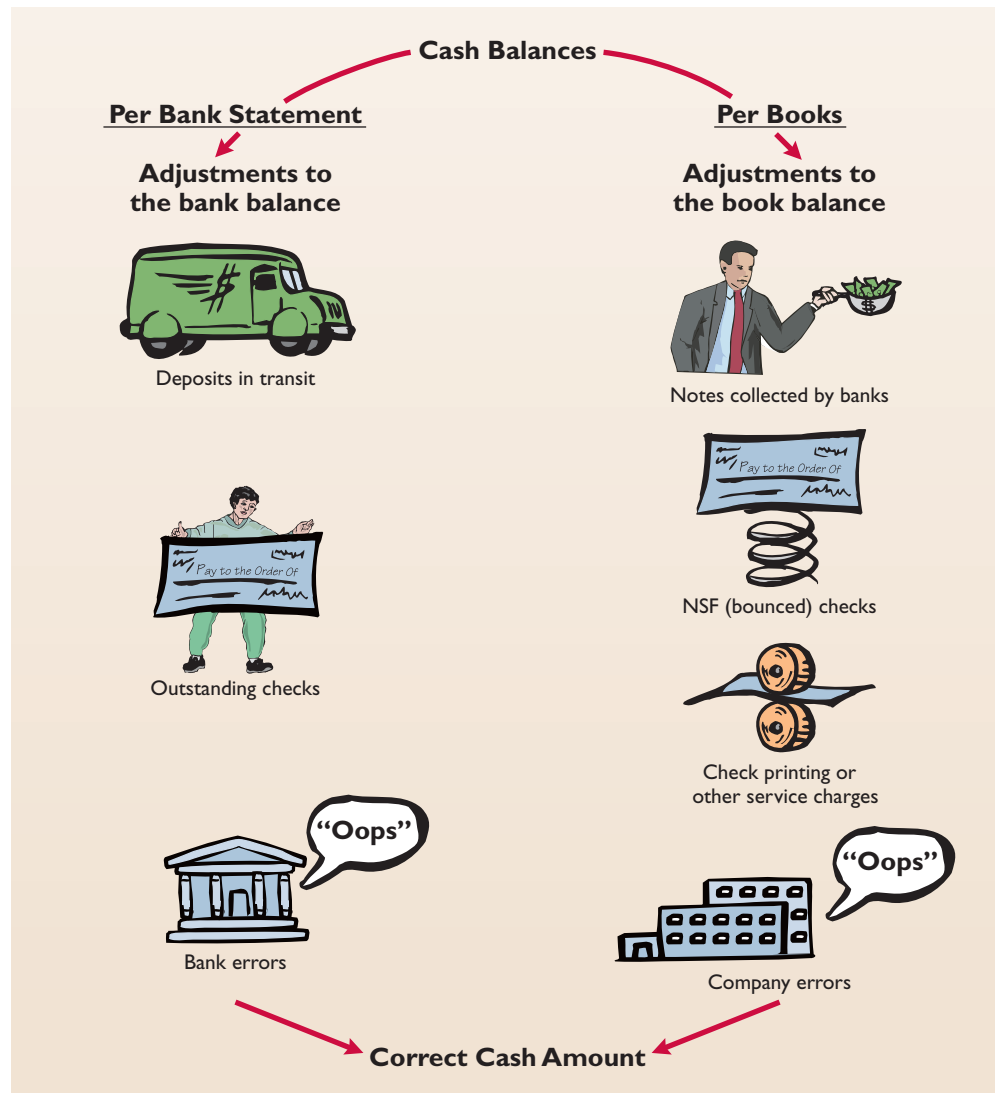 Cash Balances
Per Bank Statement
Adjustments to
the bank balance
Deposits in transit
Pay to the Order Of
Outstanding checks
“Oops”
Bank errors
Per Books
Adjustments to
the book balance
Notes collected by banks
Pay to the Order Of
NSF (bounced) checks
Check printing or
other service charges
“Oops”
Company errors
Correct Cash Amount